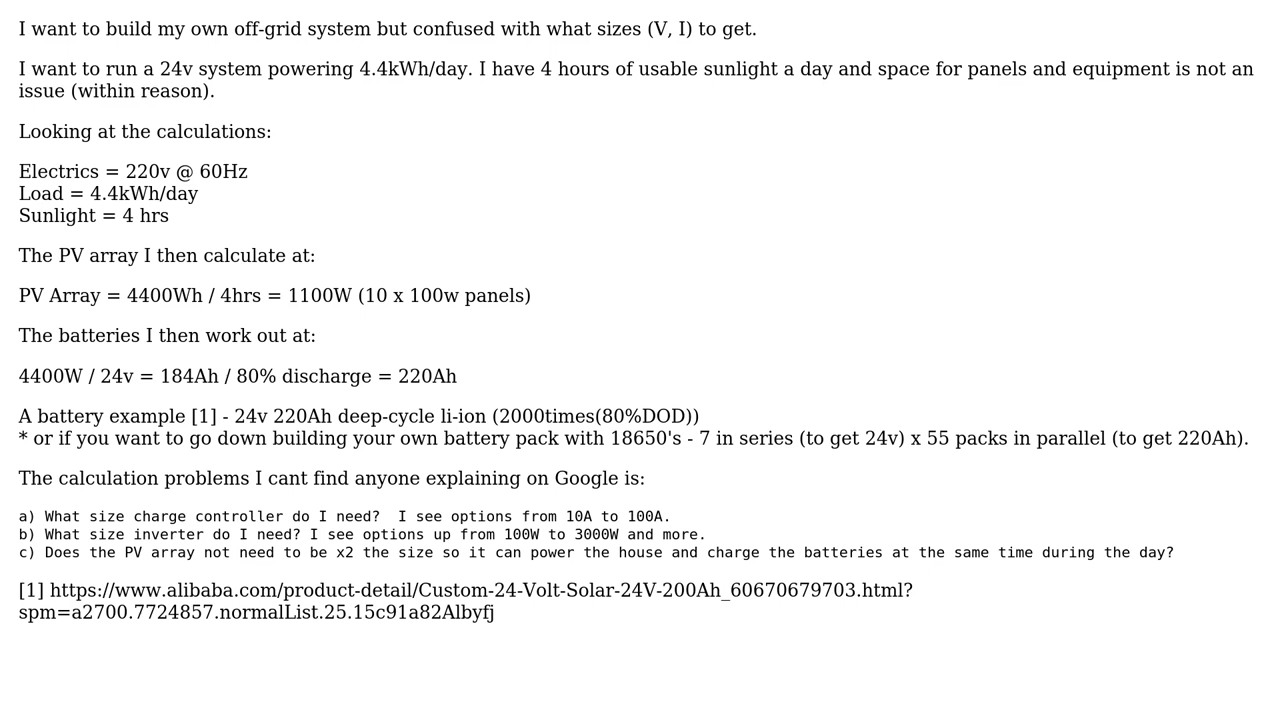 I want to build my own off-grid system but confused with what sizes (V, I) to get.
I want to run a 24v system powering 4.4kWh/day. I have 4 hours of usable sunlight a day and space for panels and equipment is not an
issue (within reason).
Looking at the calculations:
Electrics = 220v @ 60Hz
Load = 4.4kWh/day
Sunlight = 4 hrs
The PV array I then calculate at:
PV Array = 4400Wh / 4hrs = 1100W (10 x 100w panels)
The batteries I then work out at:
4400W / 24v = 184Ah / 80% discharge = 220Ah
A battery example [1] - 24v 220Ah deep-cycle li-ion (2000times(80%DOD))
* or if you want to go down building your own battery pack with 18650's - 7 in series (to get 24v) x 55 packs in parallel (to get 220Ah).
The calculation problems I cant find anyone explaining on Google is:
a) What size charge controller do I need?  I see options from 10A to 100A.
b) What size inverter do I need? I see options up from 100W to 3000W and more.
c) Does the PV array not need to be x2 the size so it can power the house and charge the batteries at the same time during the day?
[1] https://www.alibaba.com/product-detail/Custom-24-Volt-Solar-24V-200Ah_60670679703.html?
spm=a2700.7724857.normalList.25.15c91a82Albyfj